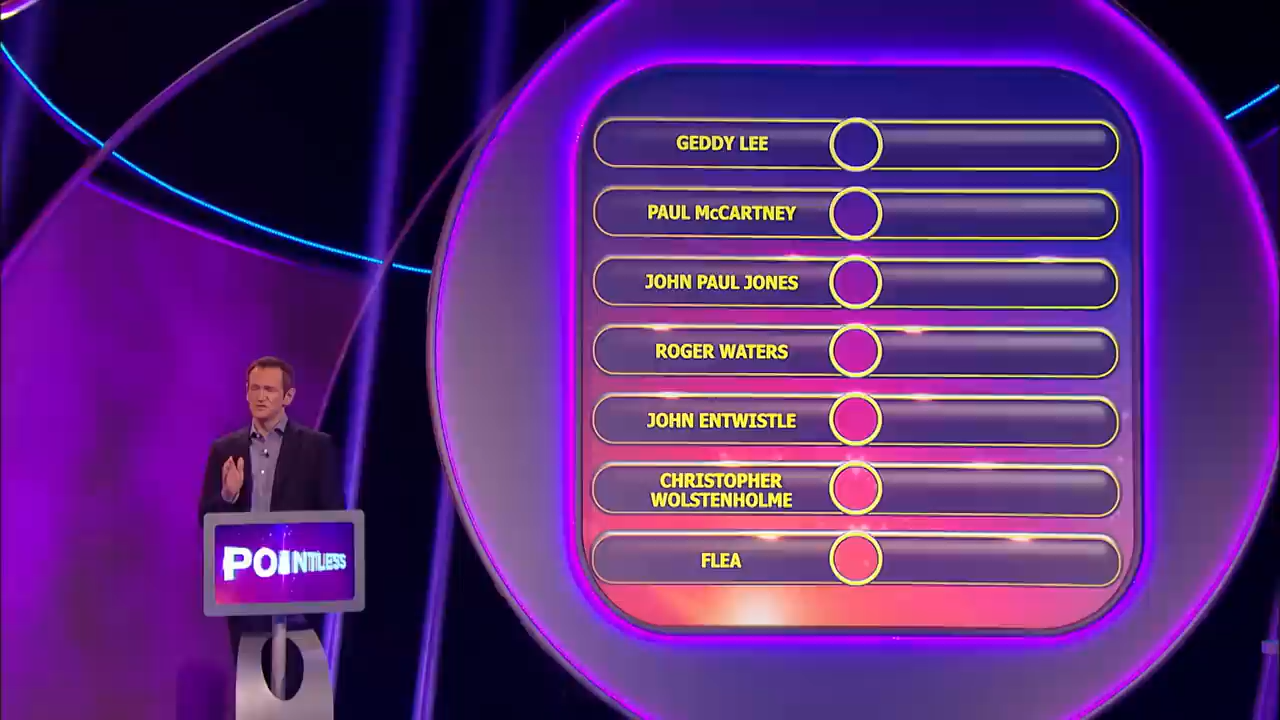 GEDDY LEE
PAUL McCARTNEY
JOHN PAUL JONES
ROGER WATERS
JOHN ENTWISTLE
CHRISTOPHER
WOLSTENHOLME
FLEA
POINTLESS